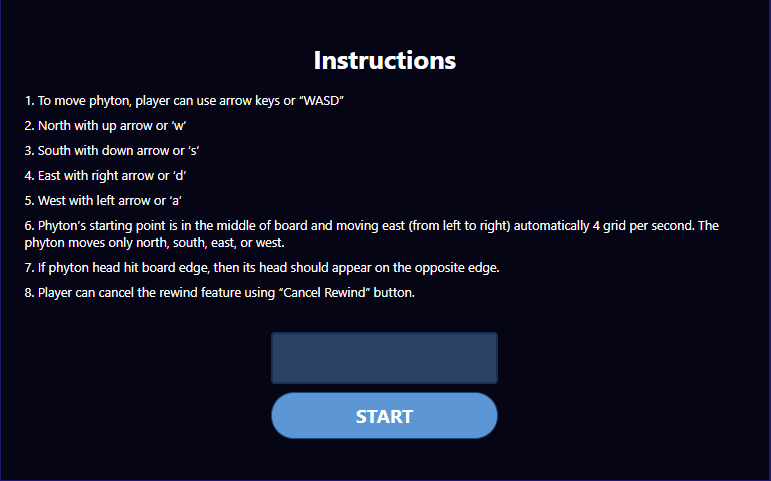 Instructions
1. To move phyton, player can use arrow keys or “WASD”
2. North with up arrow or ‘w’
3. South with down arrow or ‘s’
4. East with right arrow or ‘d’
5. West with left arrow or ‘a’
6. Phyton’s starting point is in the middle of board and moving east (from left to right) automatically 4 grid per second. The
phyton moves only north, south, east, or west.
7. If phyton head hit board edge, then its head should appear on the opposite edge.
8. Player can cancel the rewind feature using “Cancel Rewind” button.
START